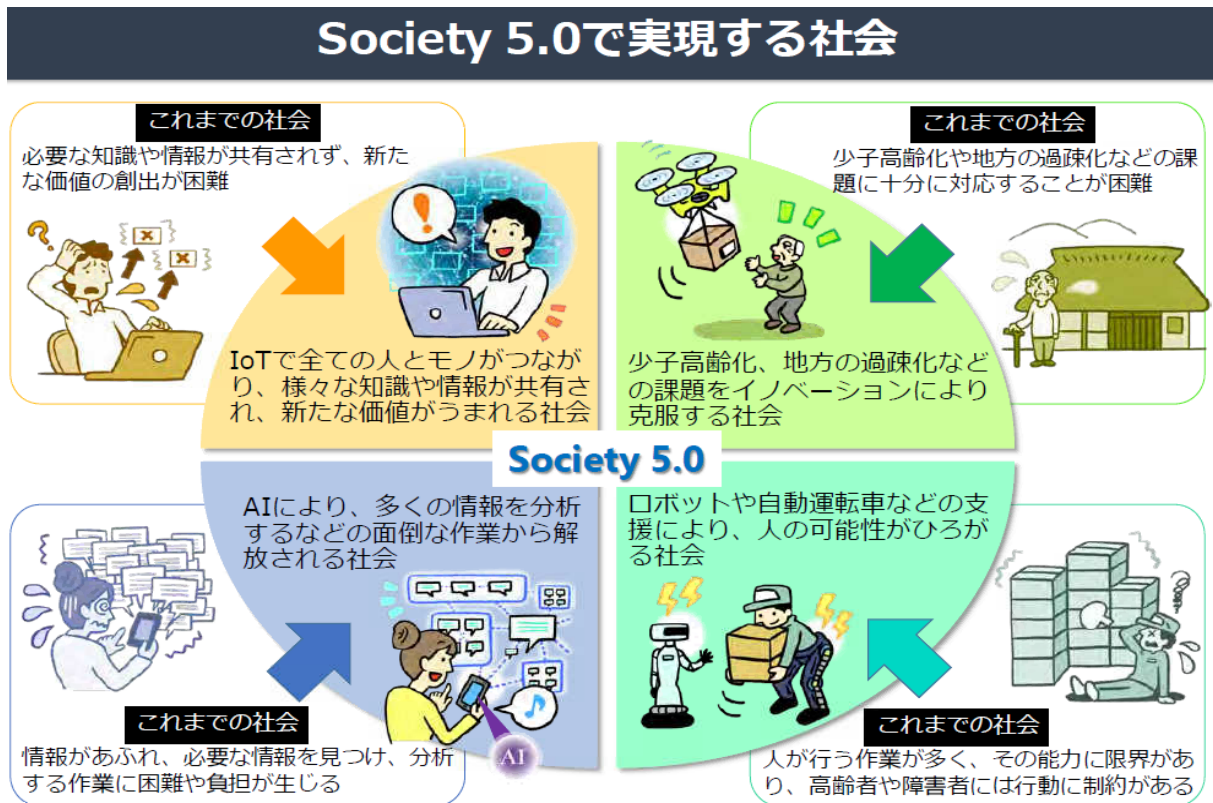 Society 5.0で実現する社会
これまでの社会
必要な知識や情報が共有されず、新た
な価値の創出が困難
IoTで全ての人とモノがつなが
り、様々な知識や情報が共有さ
れ、新たな価値がうまれる社会
これまでの社会
少子高齢化や地方の過疎化などの課
題に十分に対応することが困難
少子高齢化、地方の過疎化など
の課題をイノベーションにより
克服する社会
Society 5.0
AIにより、多くの情報を分析
するなどの面倒な作業から解
放される社会
AI
これまでの社会
情報があふれ、必要な情報を見つけ、分析
する作業に困難や負担が生じる
ロボットや自動運転車などの支
援により、人の可能性がひろが
る社会
これまでの社会
人が行う作業が多く、その能力に限界があ
り、高齢者や障害者には行動に制約がある